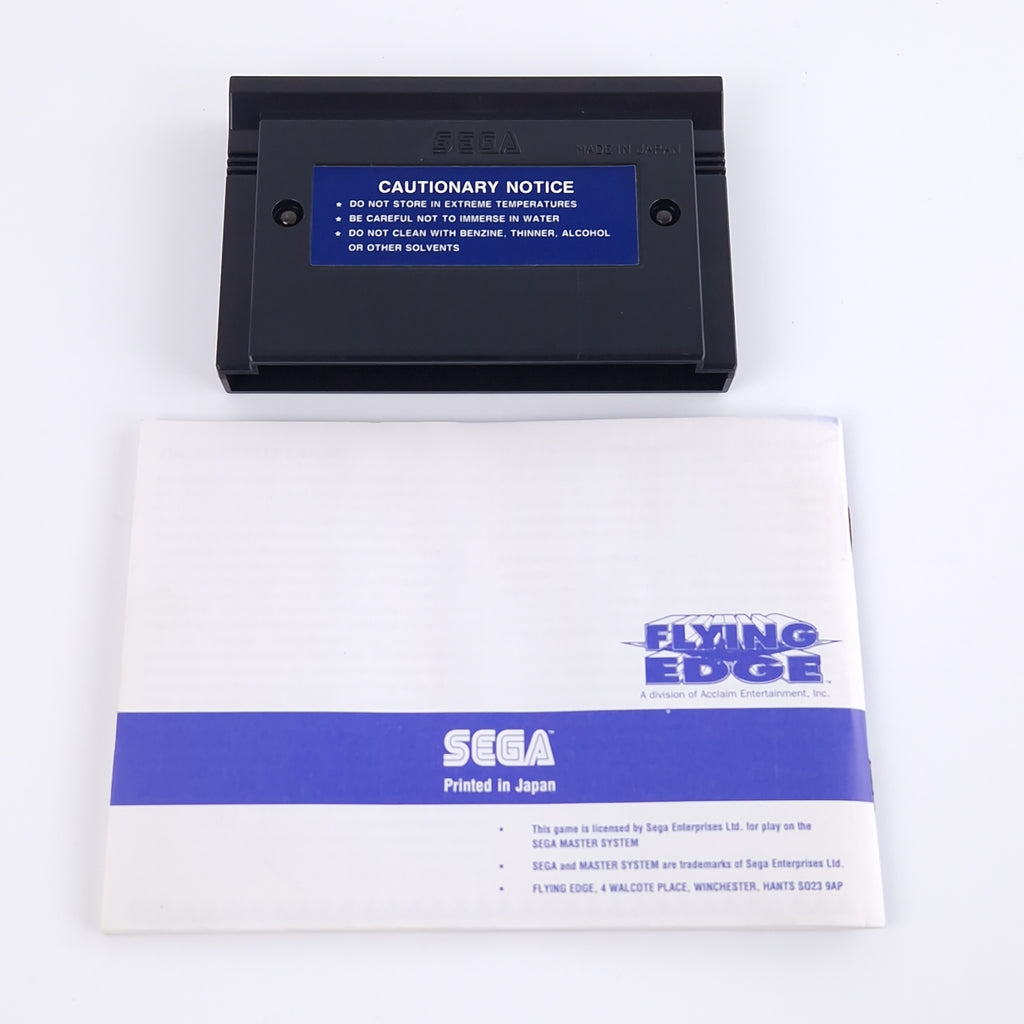 SEGA
MADE IN JAPAN
CAUTIONARY NOTICE
★ DO NOT STORE IN EXTREME TEMPERATURES
★ BE CAREFUL NOT TO IMMERSE IN WATER
★ DO NOT CLEAN WITH BENZINE, THINNER, ALCOHOL
OR OTHER SOLVENTS
FLYING
EDGE™
A division of Acclaim Entertainment, Inc.
SEGA™
Printed in Japan
• This game is licensed by Sega Enterprises Ltd. for play on the
SEGA MASTER SYSTEM
• SEGA and MASTER SYSTEM are trademarks of Sega Enterprises Ltd.
• FLYING EDGE, 4 WALCOTE PLACE, WINCHESTER, HANTS SO23 9AP